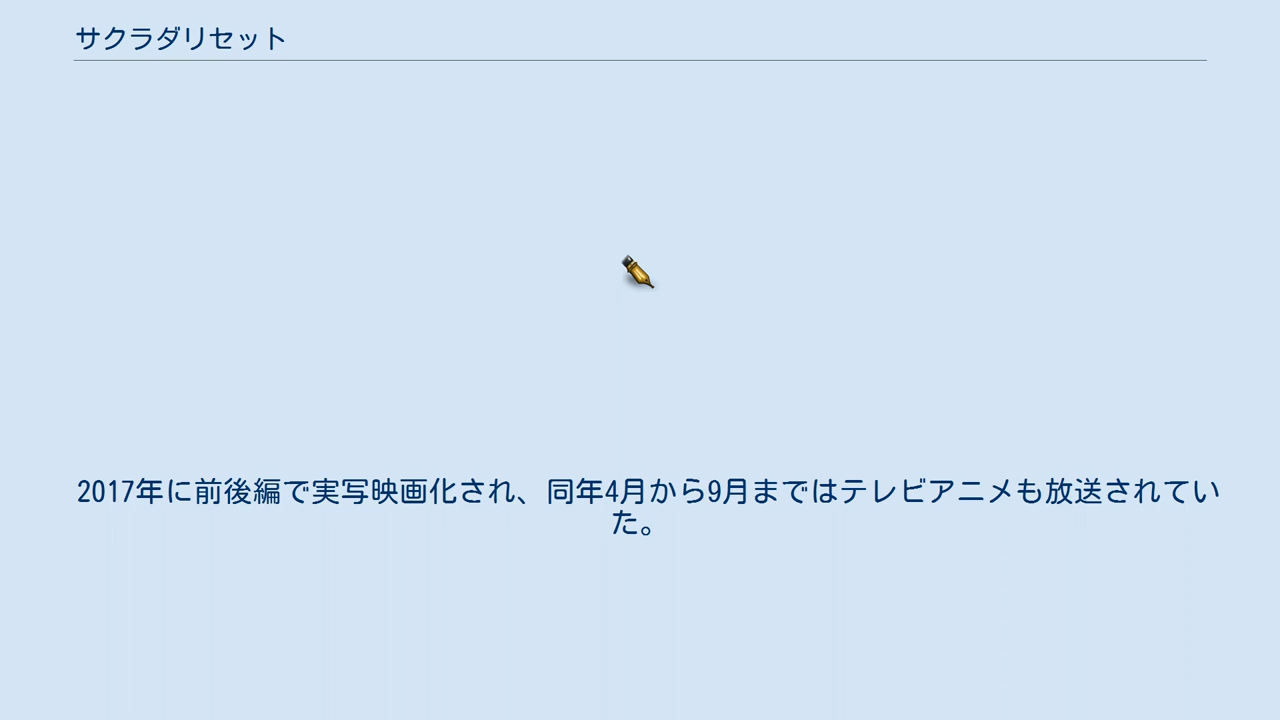 サクラダリセット
2017年に前後編で実写映画化され、同年4月から9月まではテレビアニメも放送されてい
た。